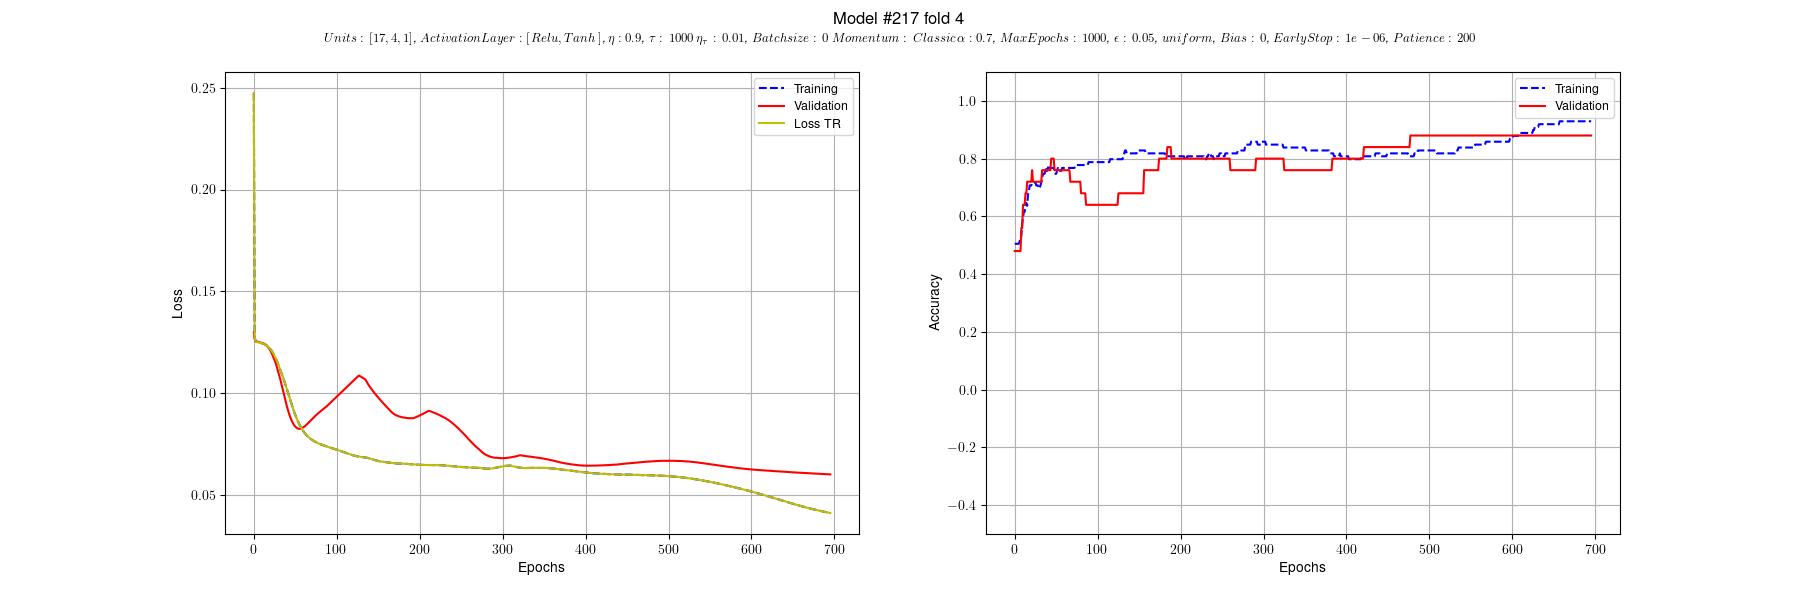 Model #217 fold 4
Units : [17, 4, 1], ActivationLayer : [Relu, Tanh], η : 0.9, τ : 1000 η_τ : 0.01, Batchsize : 0 Momentum : Classicα : 0.7, MaxEpochs : 1000, ϵ : 0.05, uniform, Bias : 0, EarlyStop : 1e − 06, Patience : 200
0.25
0.20
0.15
0.10
0.05
Loss
Training
Validation
Loss TR
0 100 200 300 400 500 600 700
Epochs
1.0
0.8
0.6
0.4
0.2
0.0
−0.2
−0.4
Accuracy
Training
Validation
0 100 200 300 400 500 600 700
Epochs